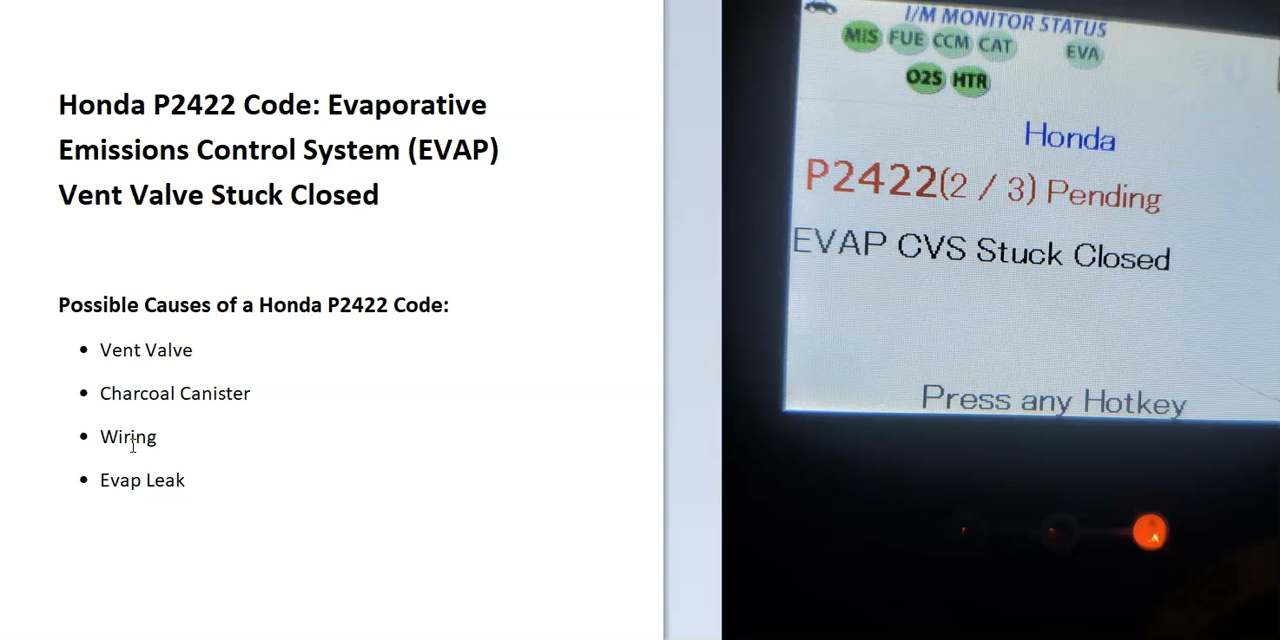 Honda P2422 Code: Evaporative
Emissions Control System (EVAP)
Vent Valve Stuck Closed
Possible Causes of a Honda P2422 Code:
• Vent Valve
• Charcoal Canister
• Wiring
• Evap Leak
I/M MONITOR STATUS
MIS FUE CCM CAT EVA
O2S HTR
Honda
P2422(2 / 3) Pending
EVAP CVS Stuck Closed
Press any Hotkey